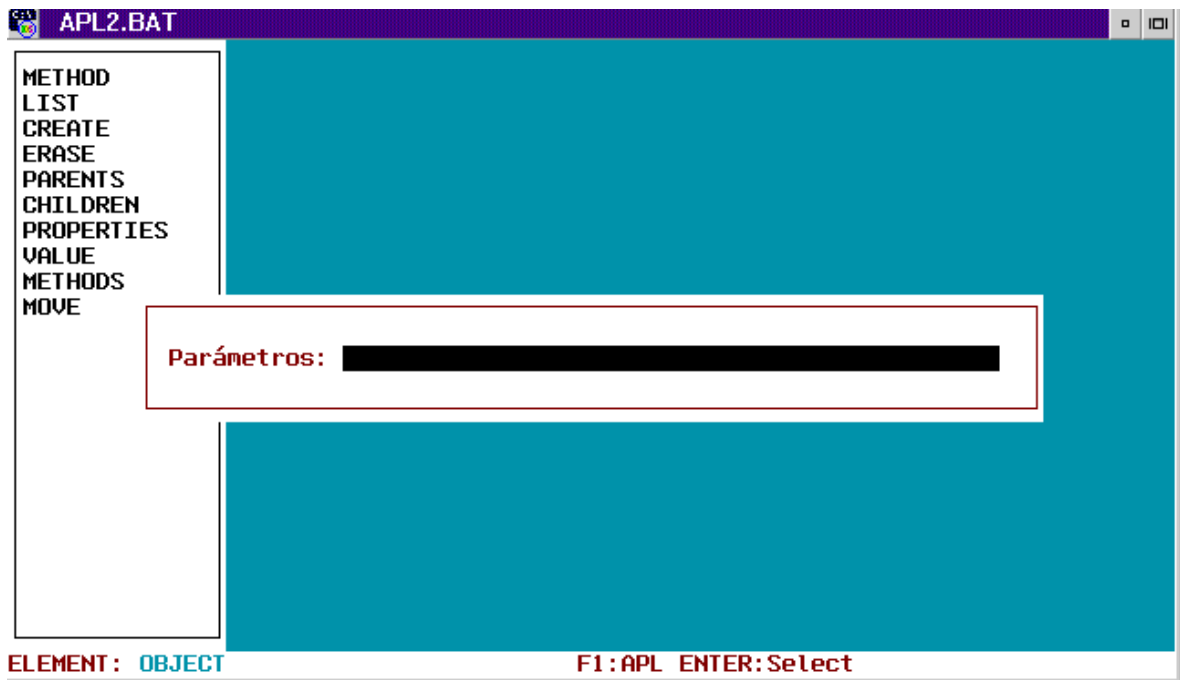 APL2.BAT
METHOD
LIST
CREATE
ERASE
PARENTS
CHILDREN
PROPERTIES
VALUE
METHODS
MOVE
Parámetros:
ELEMENT: OBJECT F1:APL ENTER:Select